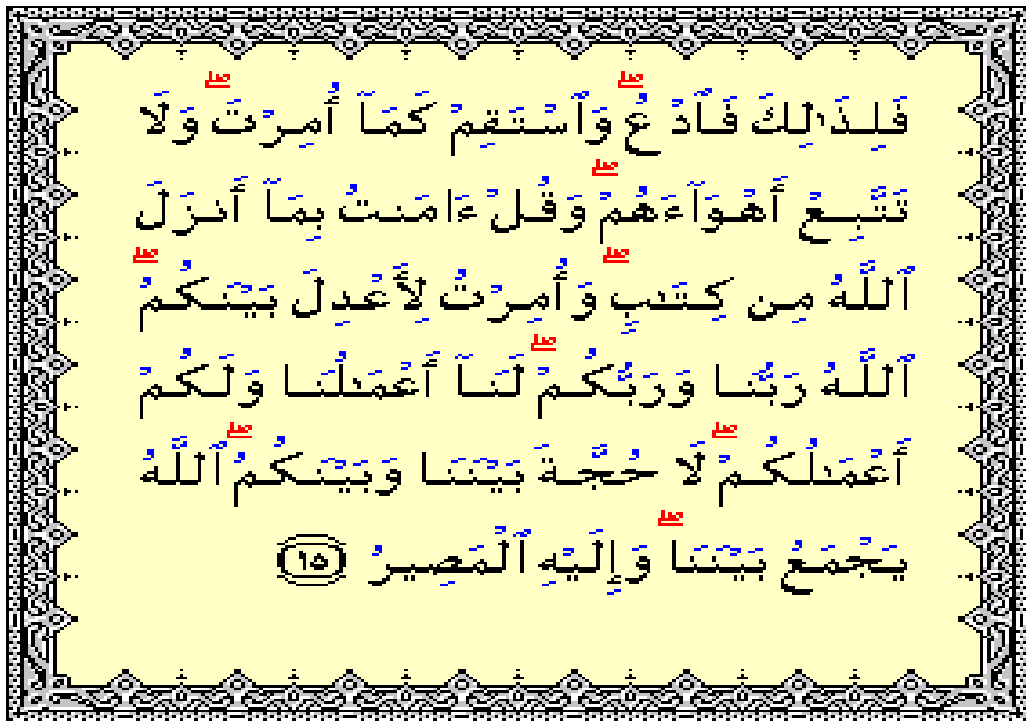 فَلِذَٰلِكَ فَٱدْعُ ۖ وَٱسْتَقِمْ كَمَآ أُمِرْتَ ۖ وَلَا
تَتَّبِعْ أَهْوَآءَهُمْ ۖ وَقُلْ ءَامَنتُ بِمَآ أَنزَلَ
ٱللَّهُ مِن كِتَٰبٍ ۖ وَأُمِرْتُ لِأَعْدِلَ بَيْنَكُمُ ۖ
ٱللَّهُ رَبُّنَا وَرَبُّكُمْ ۖ لَنَآ أَعْمَٰلُنَا وَلَكُمْ
أَعْمَٰلُكُمْ ۖ لَا حُجَّةَ بَيْنَنَا وَبَيْنَكُمُ ۖ ٱللَّهُ
يَجْمَعُ بَيْنَنَا ۖ وَإِلَيْهِ ٱلْمَصِيرُ ١٥